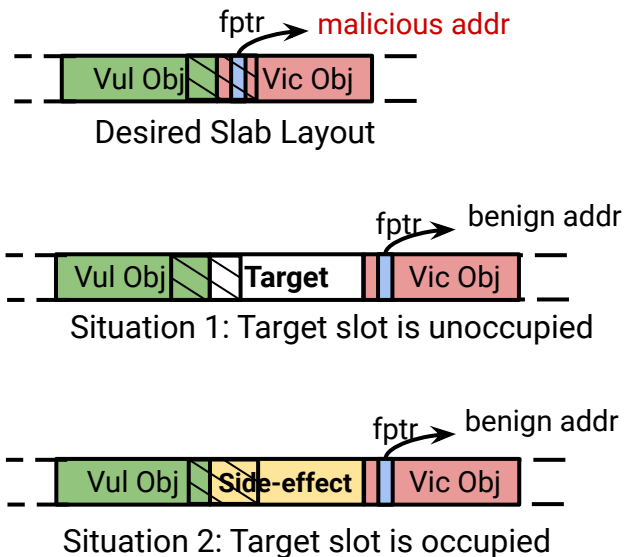 fptr malicious addr
Vul Obj Vic Obj
Desired Slab Layout
fptr benign addr
Vul Obj Target Vic Obj
Situation 1: Target slot is unoccupied
fptr benign addr
Vul Obj Side-effect Vic Obj
Situation 2: Target slot is occupied